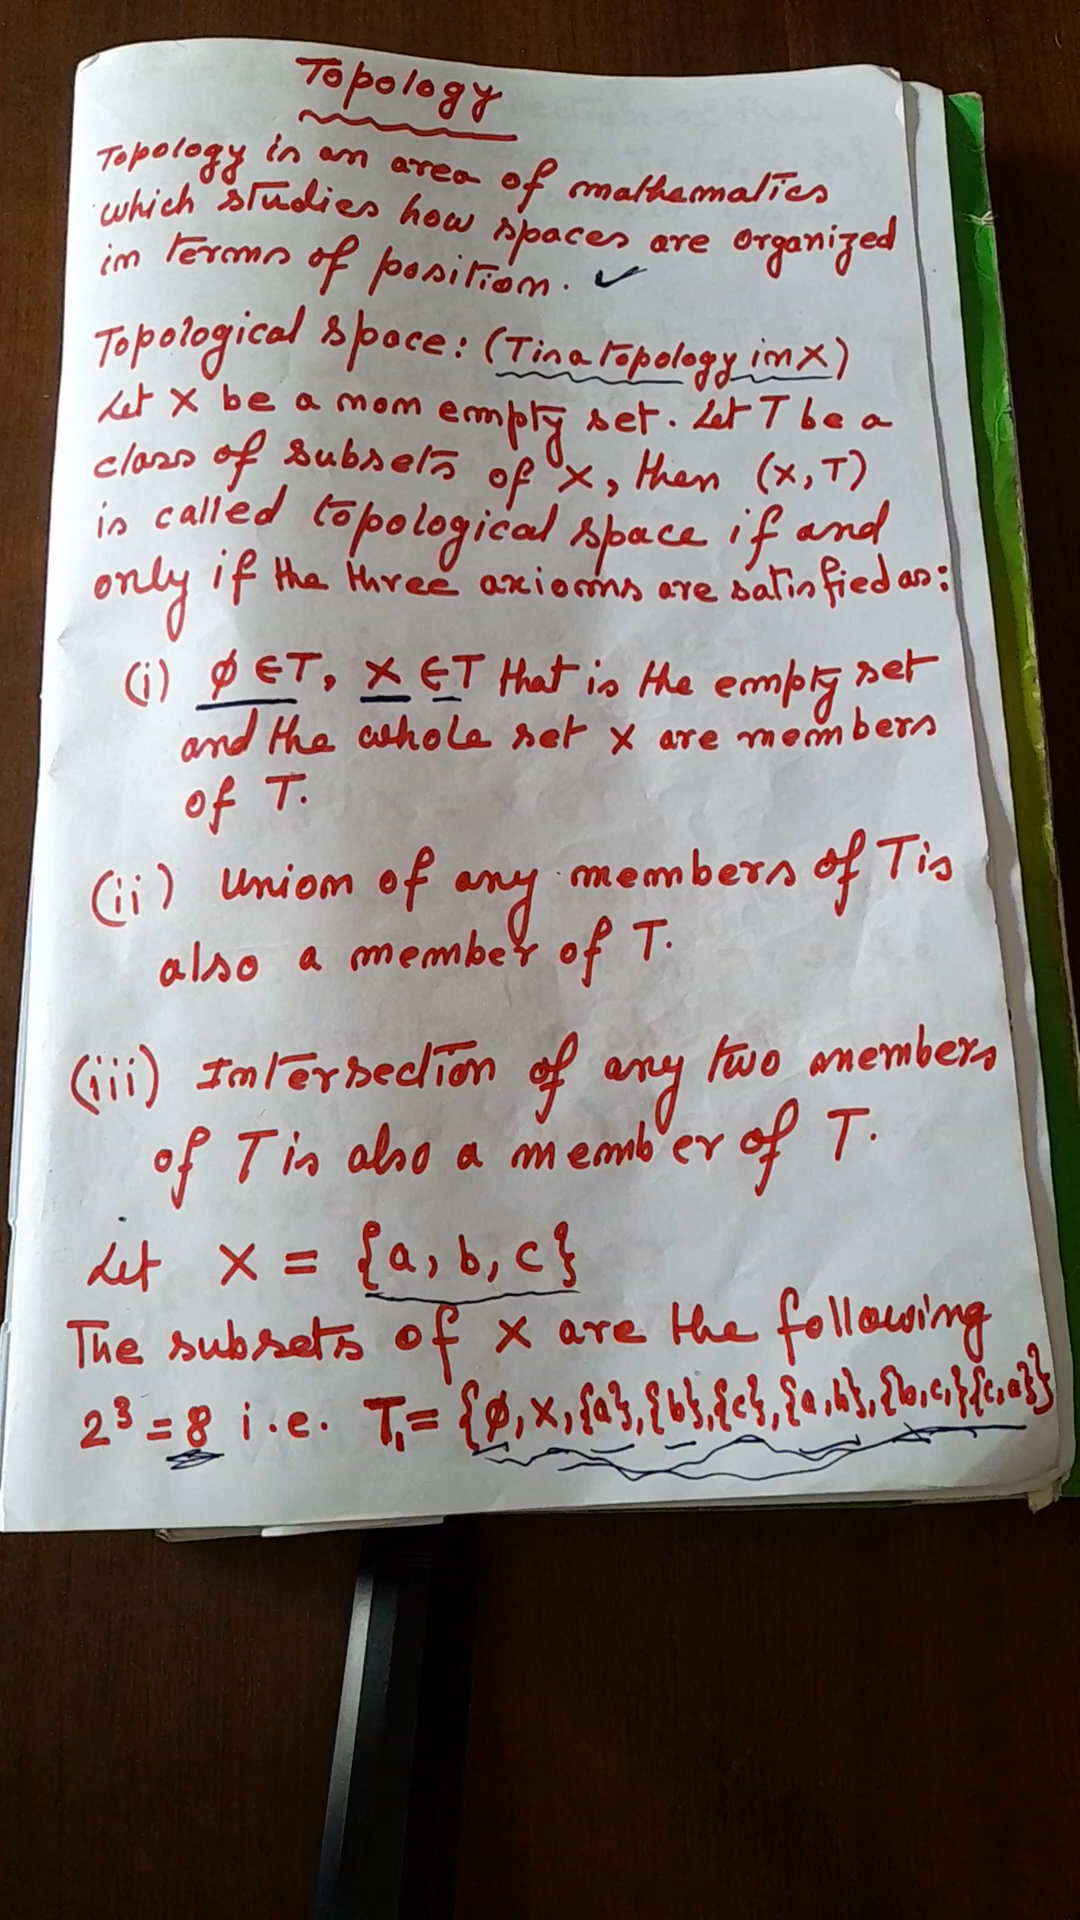 Topology
Topology is an area of mathematics
which studies how spaces are organized
in terms of position. ✓
Topological space: (T is a topology in X)
Let X be a non empty set. Let T be a
class of subsets of X, then (X, T)
is called topological space if and
only if the three axioms are satisfied as:
(i) φ ∈ T, X ∈ T that is the empty set
and the whole set X are members
of T.
(ii) Union of any members of T is
also a member of T.
(iii) Intersection of any two members
of T is also a member of T.
Let X = {a, b, c}
The subsets of X are the following
2³ = 8 i.e. T₁ = {φ, X, {a}, {b}, {c}, {a, b}, {b, c,} {c, a}}